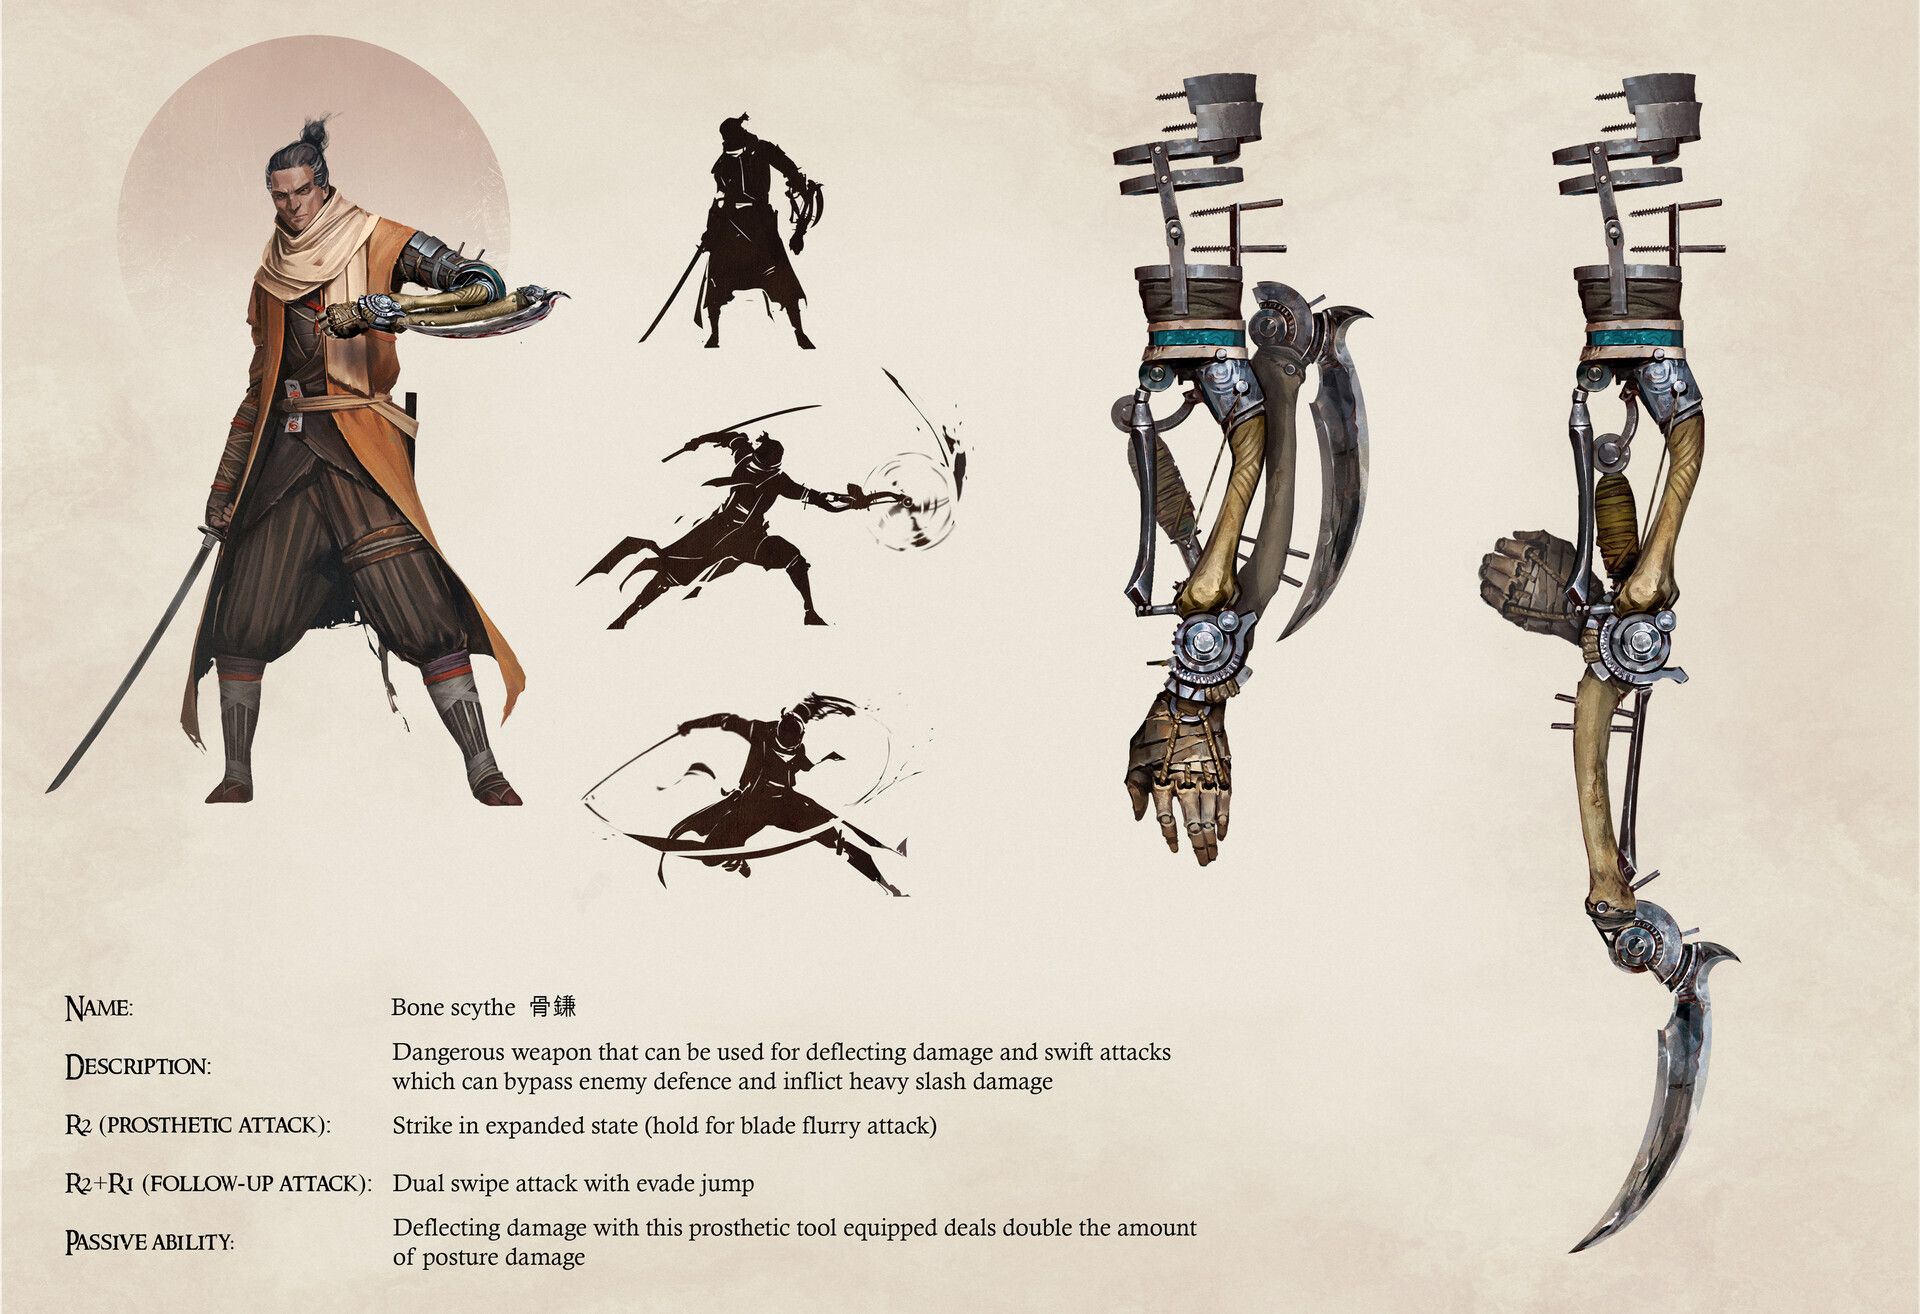 Name: Bone scythe 骨鎌
Description: Dangerous weapon that can be used for deflecting damage and swift attacks
which can bypass enemy defence and inflict heavy slash damage
R2 (prosthetic attack): Strike in expanded state (hold for blade flurry attack)
R2+R1 (follow-up attack): Dual swipe attack with evade jump
Passive ability: Deflecting damage with this prosthetic tool equipped deals double the amount
of posture damage